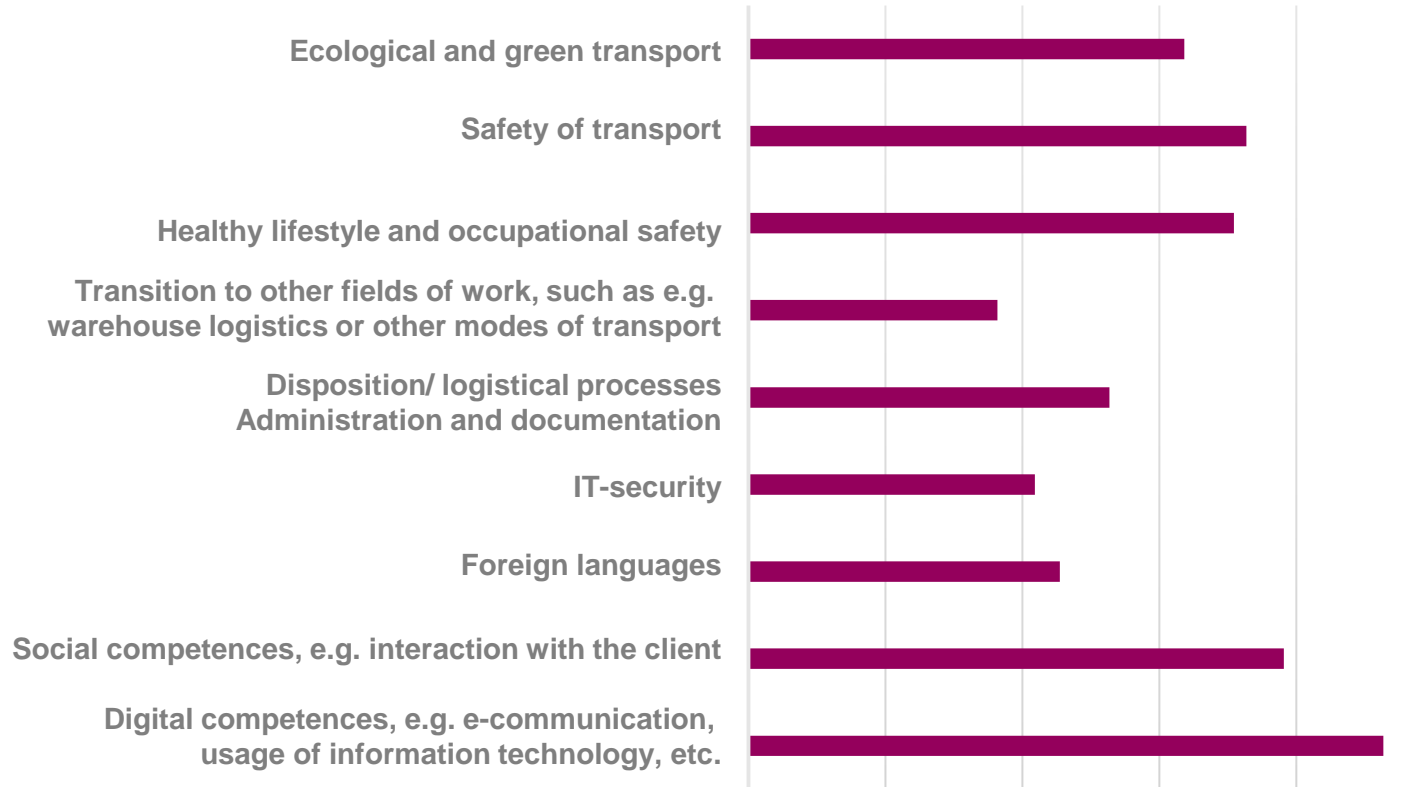 Ecological and green transport
Safety of transport
Healthy lifestyle and occupational safety
Transition to other fields of work, such as e.g.
warehouse logistics or other modes of transport
Disposition/ logistical processes
Administration and documentation
IT-security
Foreign languages
Social competences, e.g. interaction with the client
Digital competences, e.g. e-communication,
usage of information technology, etc.